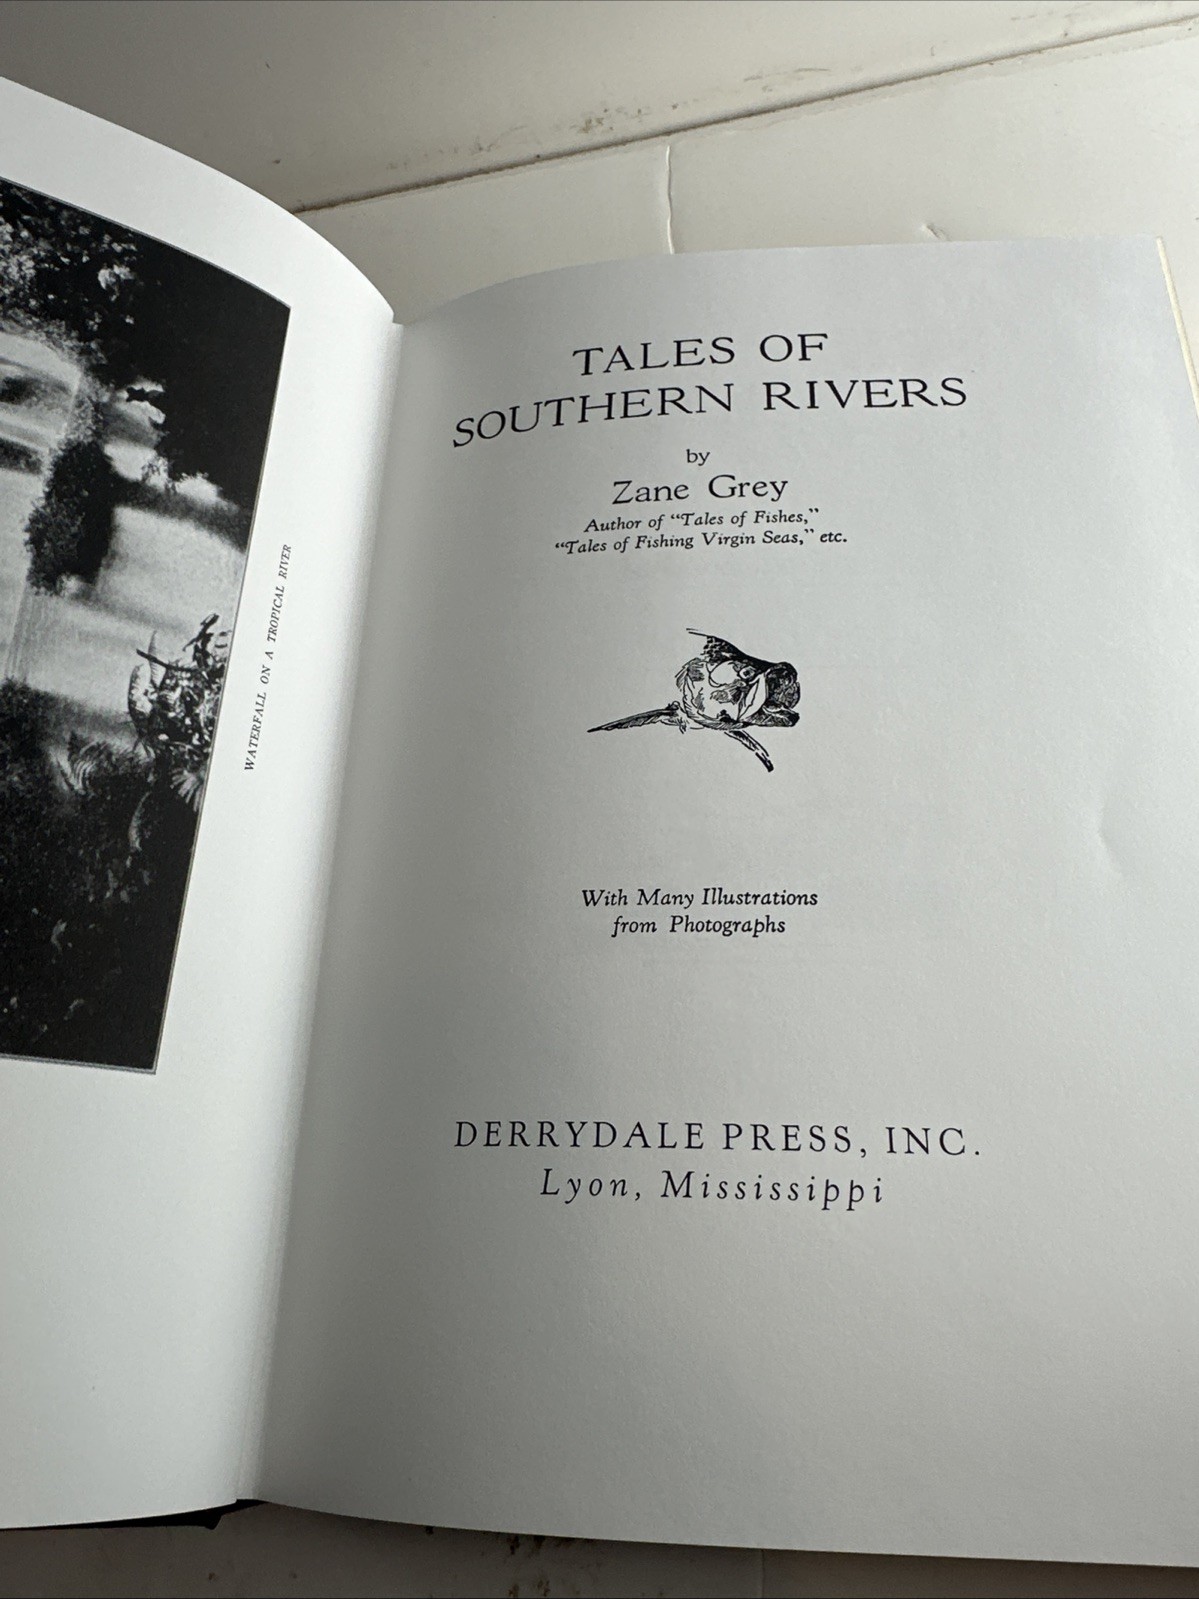 WATERFALL ON A TROPICAL RIVER
TALES OF
SOUTHERN RIVERS
by
Zane Grey
Author of “Tales of Fishes,”
“Tales of Fishing Virgin Seas,” etc.
With Many Illustrations
from Photographs
DERRYDALE PRESS, INC.
Lyon, Mississippi